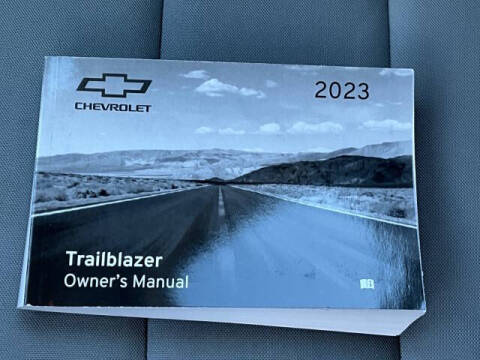 CHEVROLET
2023
Trailblazer
Owner's Manual